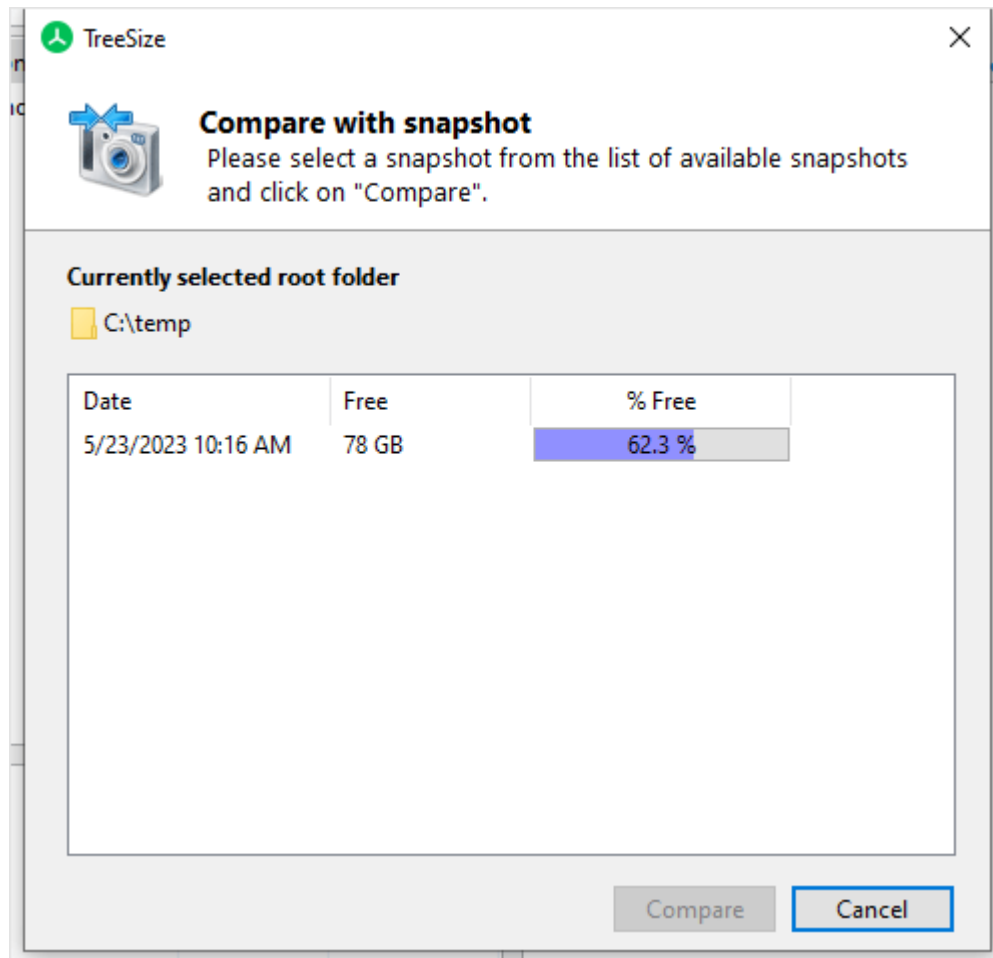 TreeSize
Compare with snapshot
Please select a snapshot from the list of available snapshots
and click on "Compare".
Currently selected root folder
C:\temp
Date Free % Free
5/23/2023 10:16 AM 78 GB 62.3 %
Compare Cancel